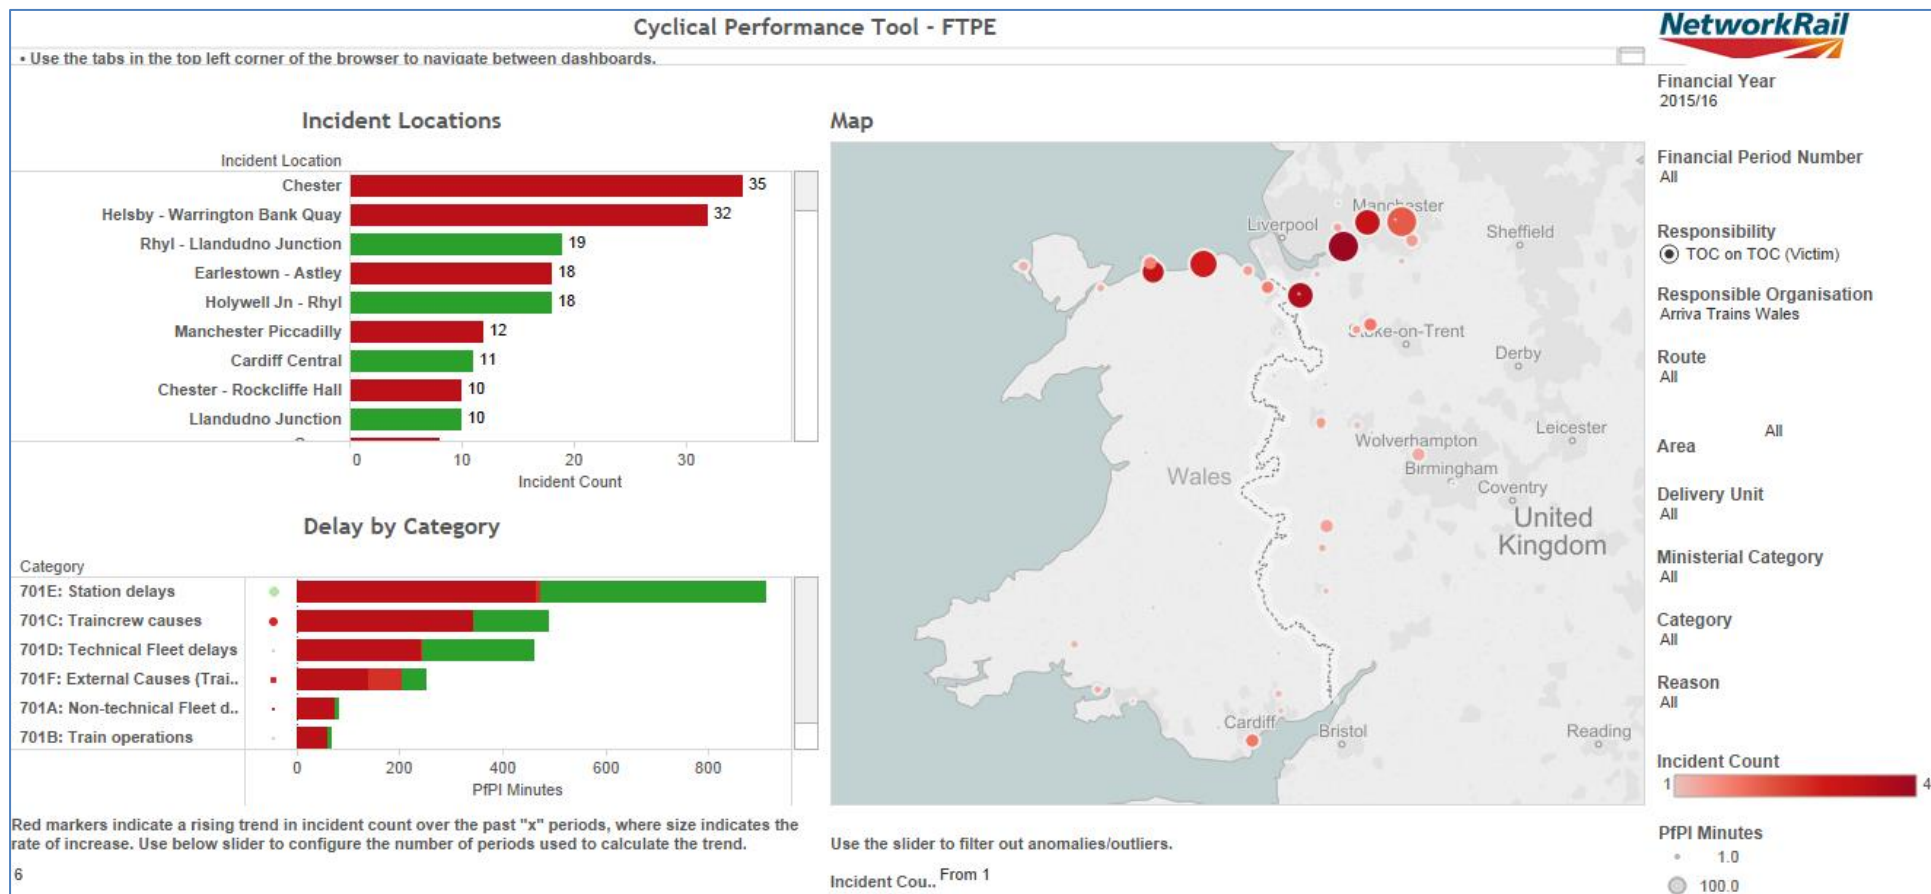 Cyclical Performance Tool - FTPE
NetworkRail
• Use the tabs in the top left corner of the browser to navigate between dashboards.
Incident Locations
Incident Location
Chester 35
Helsby - Warrington Bank Quay 32
Rhyl - Llandudno Junction 19
Earlestown - Astley 18
Holywell Jn - Rhyl 18
Manchester Piccadilly 12
Cardiff Central 11
Chester - Rockcliffe Hall 10
Llandudno Junction 10
0 10 20 30
Incident Count
Delay by Category
Category
701E: Station delays
701C: Traincrew causes
701D: Technical Fleet delays
701F: External Causes (Trai..
701A: Non-technical Fleet d..
701B: Train operations
0 200 400 600 800
PfPI Minutes
Red markers indicate a rising trend in incident count over the past "x" periods, where size indicates the
rate of increase. Use below slider to configure the number of periods used to calculate the trend.
6
Map
Manchester
Liverpool
Sheffield
Stoke-on-Trent
Derby
Leicester
Wolverhampton
Birmingham
Wales
Coventry
United
Kingdom
Cardiff
Bristol
Reading
Use the slider to filter out anomalies/outliers.
Incident Cou.. From 1
Financial Year
2015/16
Financial Period Number
All
Responsibility
TOC on TOC (Victim)
Responsible Organisation
Arriva Trains Wales
Route
All
All
Area
Delivery Unit
All
Ministerial Category
All
Category
All
Reason
All
Incident Count
1 4
PfPI Minutes
1.0
100.0